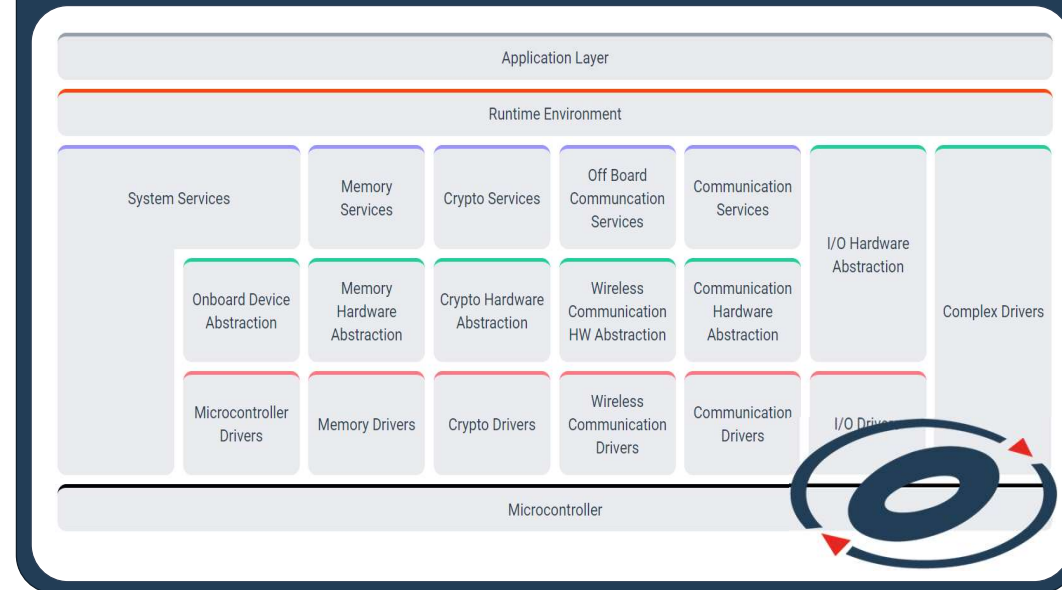 Application Layer
Runtime Environment
System Services
Memory
Services
Crypto Services
Off Board
Communcation
Services
Communication
Services
I/O Hardware
Abstraction
Complex Drivers
Onboard Device
Abstraction
Memory
Hardware
Abstraction
Crypto Hardware
Abstraction
Wireless
Communication
HW Abstraction
Communication
Hardware
Abstraction
Microcontroller
Drivers
Memory Drivers
Crypto Drivers
Wireless
Communication
Drivers
Communication
Drivers
I/O Drivers
Microcontroller